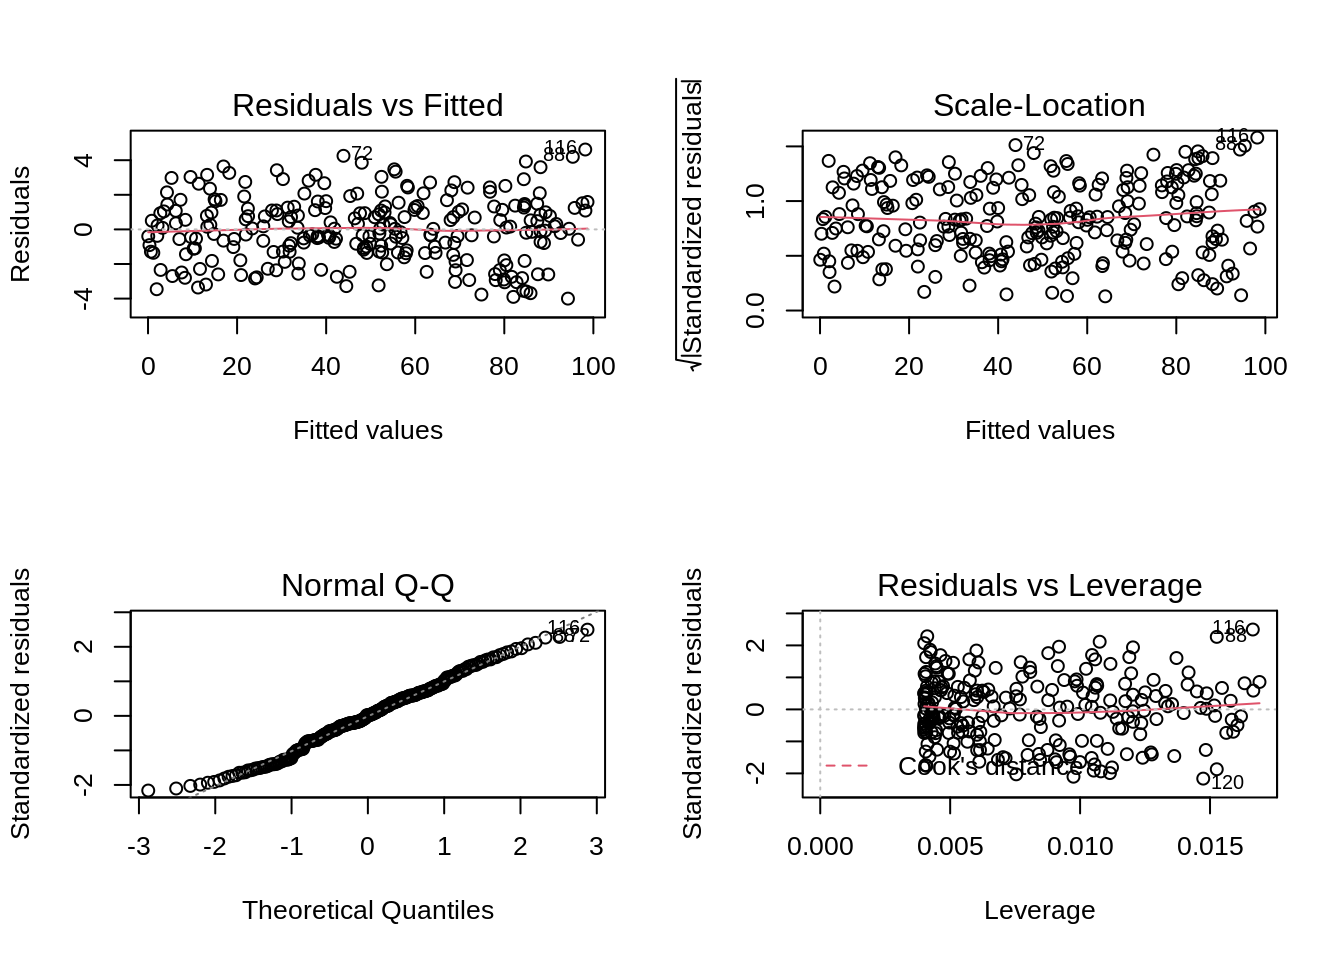 Residuals vs Fitted
Residuals
4
0
-4
72
116
88
0 20 40 60 80 100
Fitted values
Scale-Location
√|Standardized residuals|
1.0
0.0
72
116
88
0 20 40 60 80 100
Fitted values
Normal Q-Q
Standardized residuals
2
0
-2
116
88
72
-3 -2 -1 0 1 2 3
Theoretical Quantiles
Residuals vs Leverage
Standardized residuals
2
0
-2
116
88
Cook's distance
120
0.000 0.005 0.010 0.015
Leverage